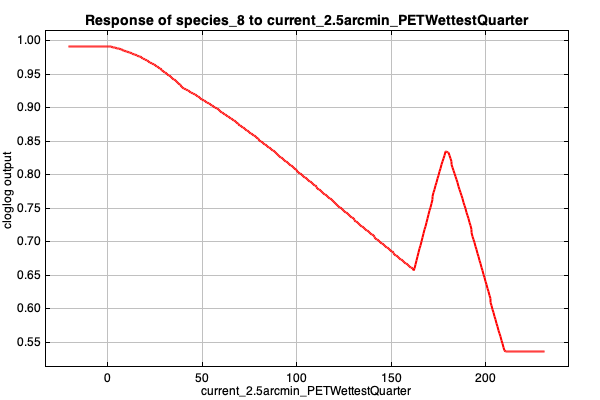 Response of species_8 to current_2.5arcmin_PETWettestQuarter
1.00
0.95
0.90
0.85
0.80
0.75
0.70
0.65
0.60
0.55
cloglog output
0 50 100 150 200
current_2.5arcmin_PETWettestQuarter